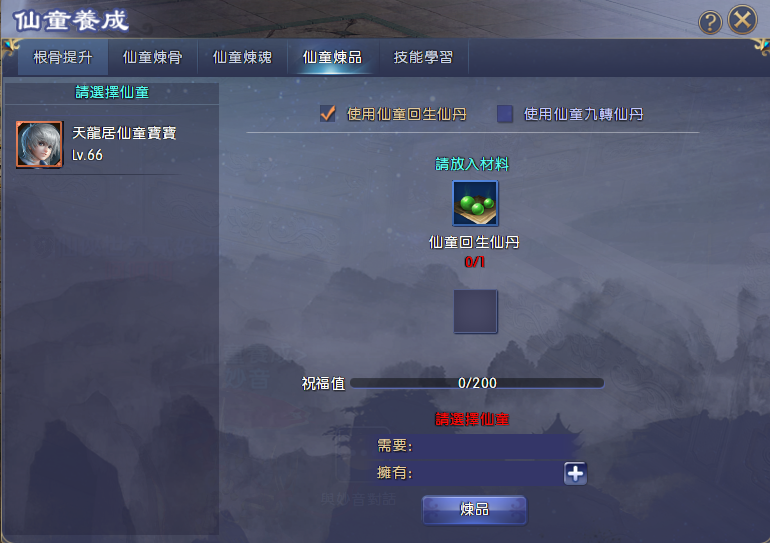 仙童養成
根骨提升 仙童煉骨 仙童煉魂 仙童煉品 技能學習
請選擇仙童
天龍居仙童寶寶
Lv.66
使用仙童回生仙丹 使用仙童九轉仙丹
請放入材料
仙童回生仙丹
0/1
祝福值 0/200
請選擇仙童
需要:
擁有:
煉品